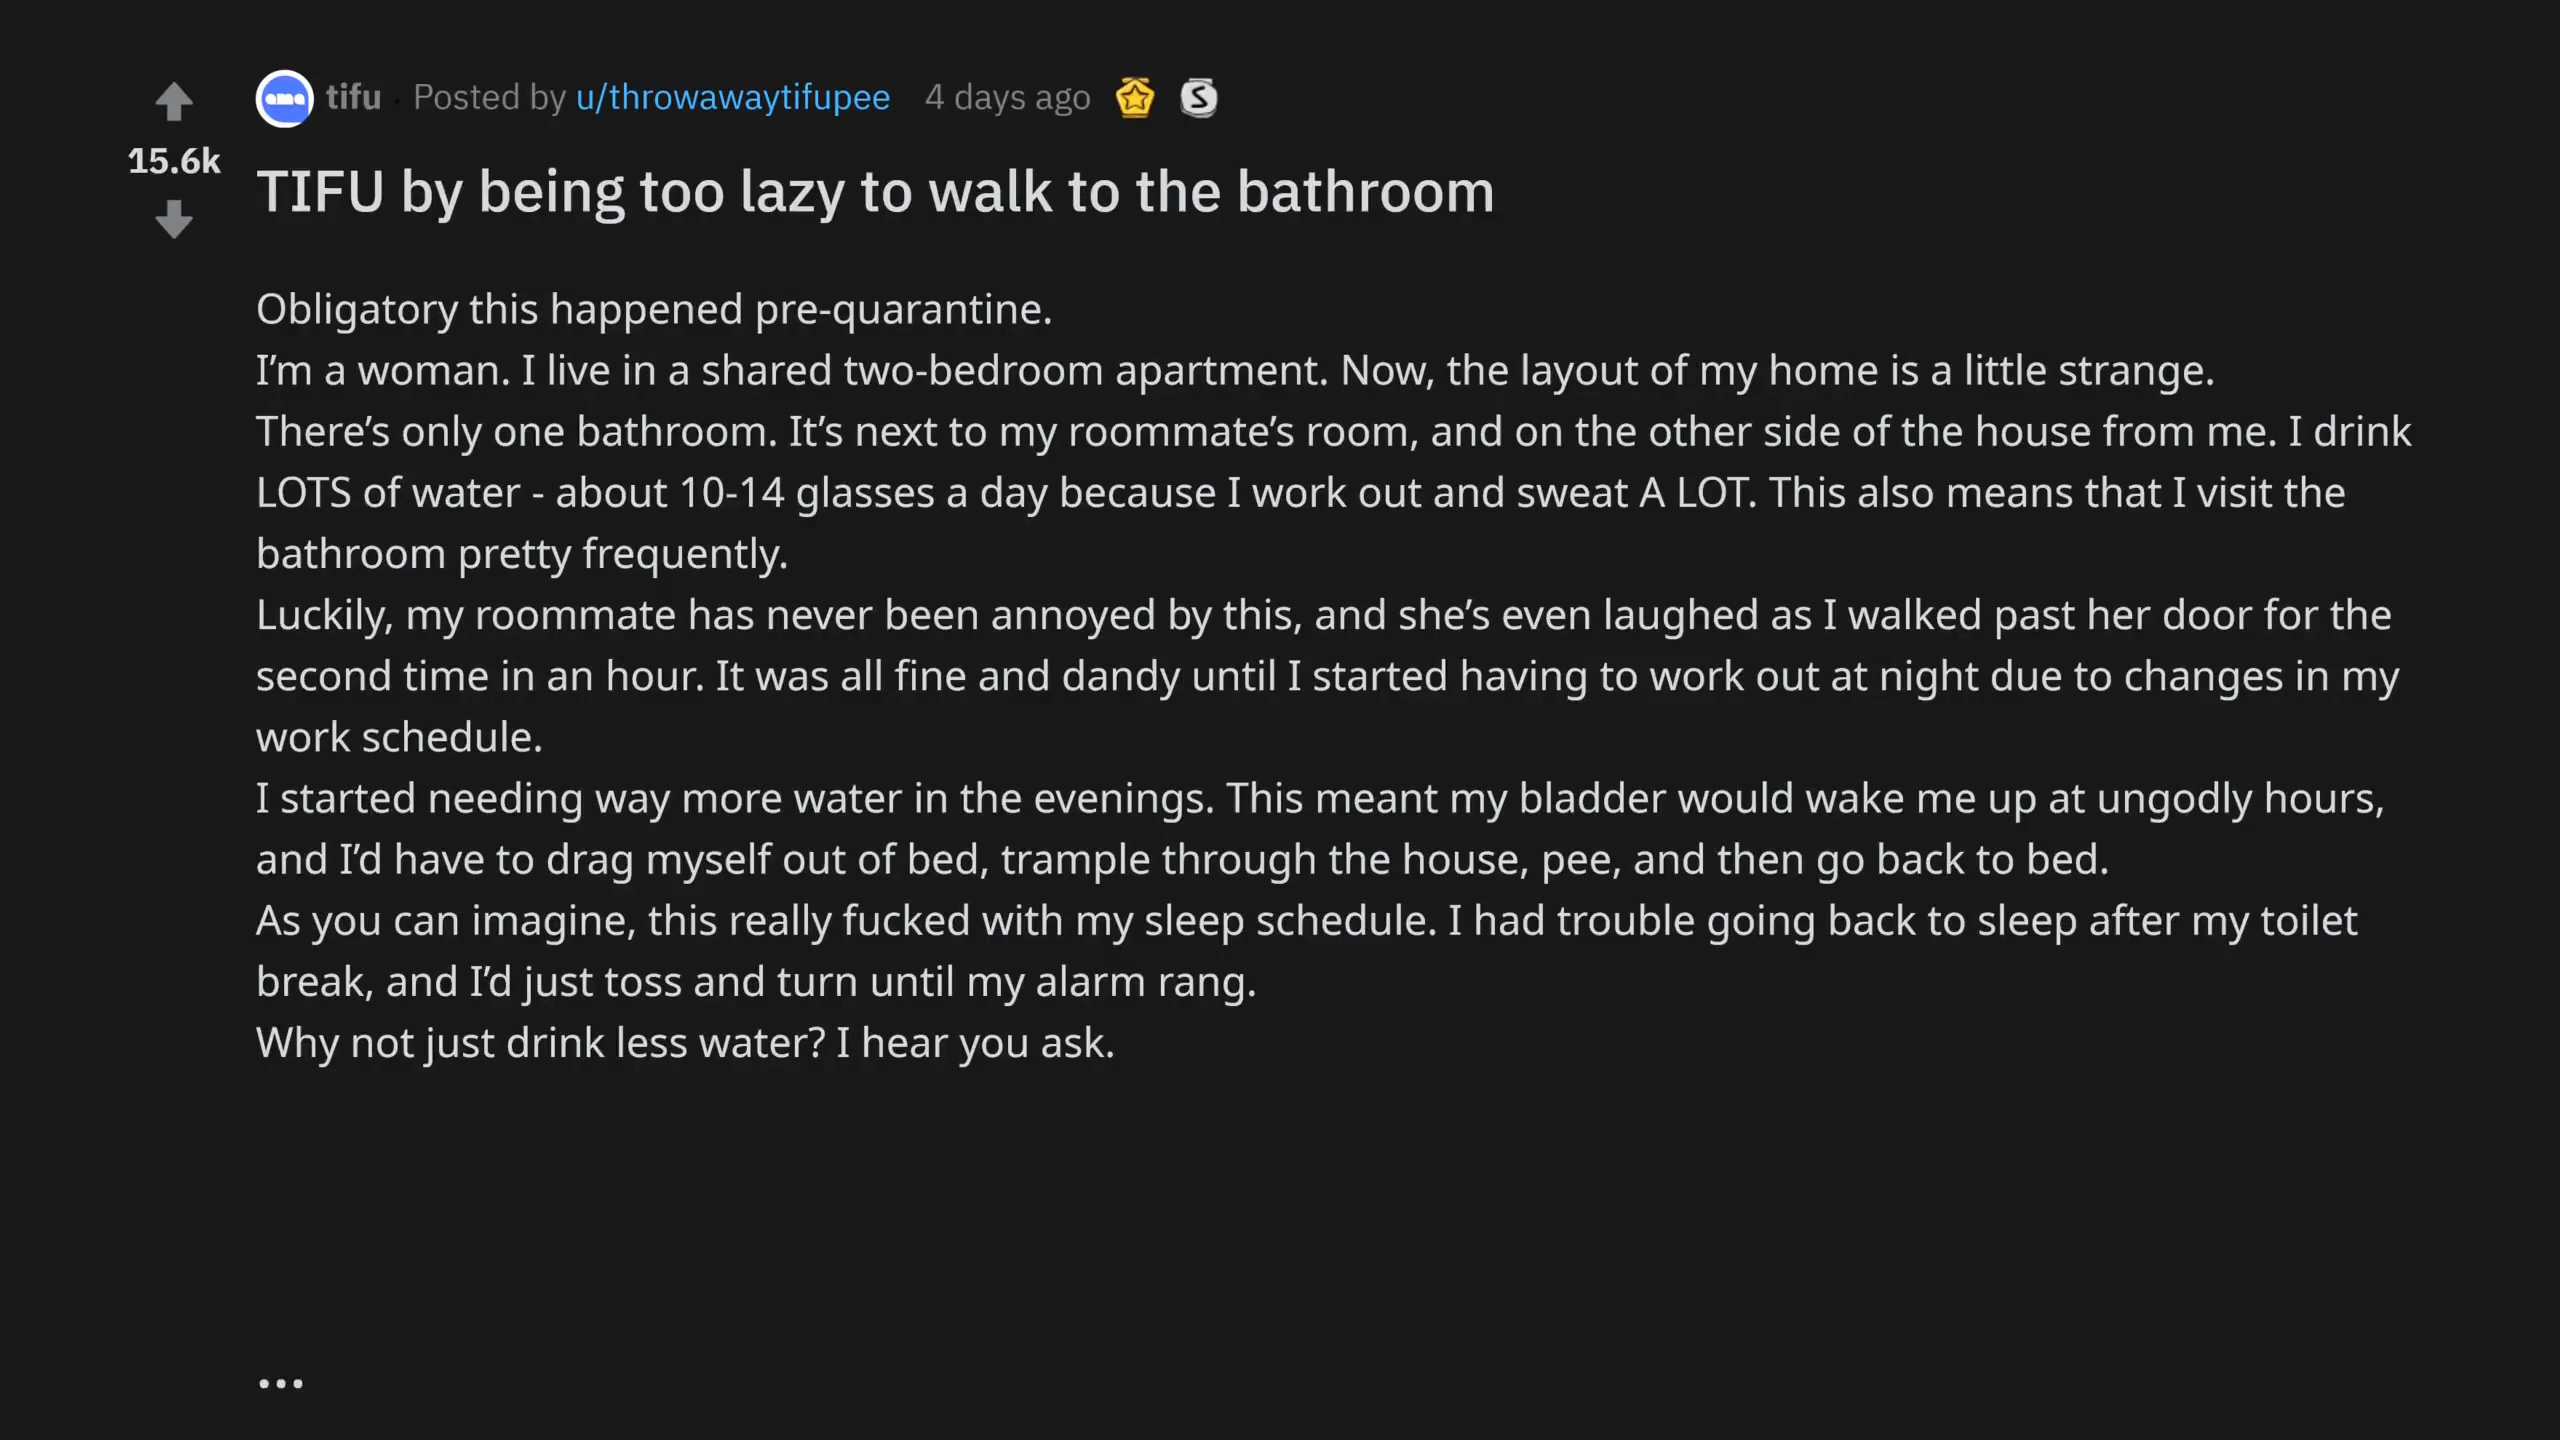 ama tifu · Posted by u/throwawaytifupee 4 days ago S
15.6k
TIFU by being too lazy to walk to the bathroom
Obligatory this happened pre-quarantine.
I’m a woman. I live in a shared two-bedroom apartment. Now, the layout of my home is a little strange.
There’s only one bathroom. It’s next to my roommate’s room, and on the other side of the house from me. I drink
LOTS of water - about 10-14 glasses a day because I work out and sweat A LOT. This also means that I visit the
bathroom pretty frequently.
Luckily, my roommate has never been annoyed by this, and she’s even laughed as I walked past her door for the
second time in an hour. It was all fine and dandy until I started having to work out at night due to changes in my
work schedule.
I started needing way more water in the evenings. This meant my bladder would wake me up at ungodly hours,
and I’d have to drag myself out of bed, trample through the house, pee, and then go back to bed.
As you can imagine, this really fucked with my sleep schedule. I had trouble going back to sleep after my toilet
break, and I’d just toss and turn until my alarm rang.
Why not just drink less water? I hear you ask.
...